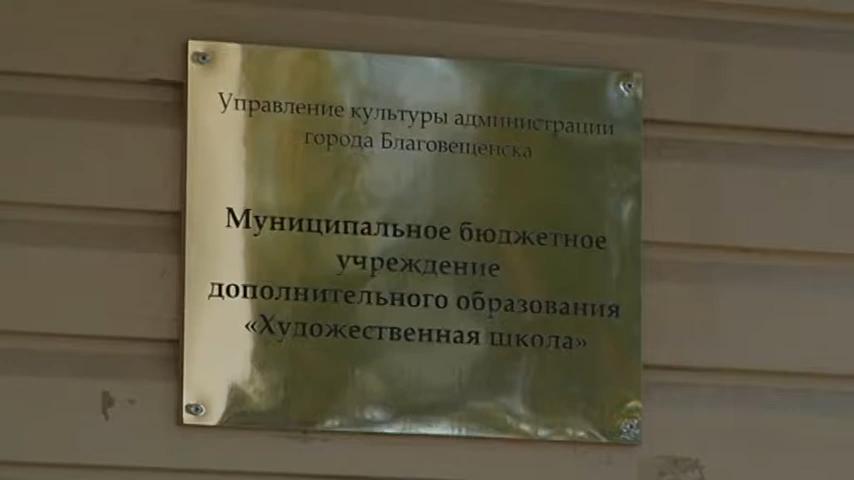 Управление культуры администрации
города Благовещенска
Муниципальное бюджетное
учреждение
дополнительного образования
«Художественная школа»